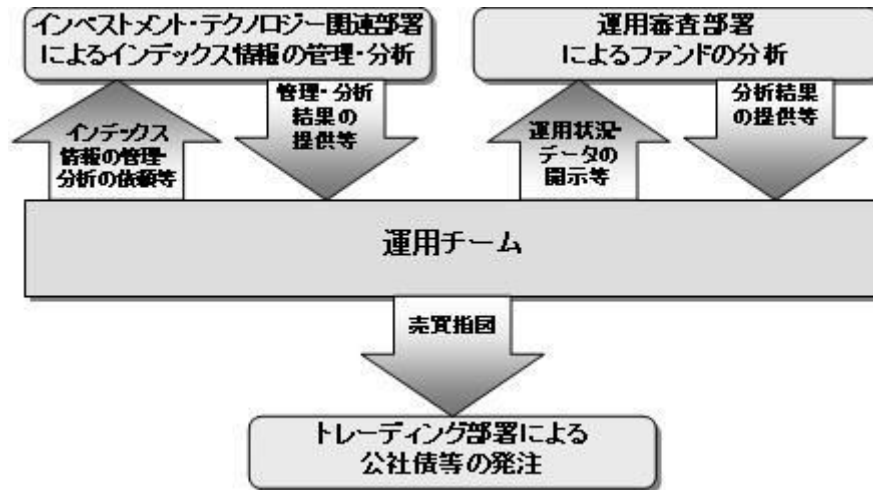 インベストメント・テクノロジー関連部署
によるインデックス情報の管理・分析
運用審査部署
によるファンドの分析
インデックス
情報の管理・
分析の依頼等
管理・分析
結果の
提供等
運用状況・
データの
開示等
分析結果
の提供等
運用チーム
売買指図
トレーディング部署による
公社債等の発注